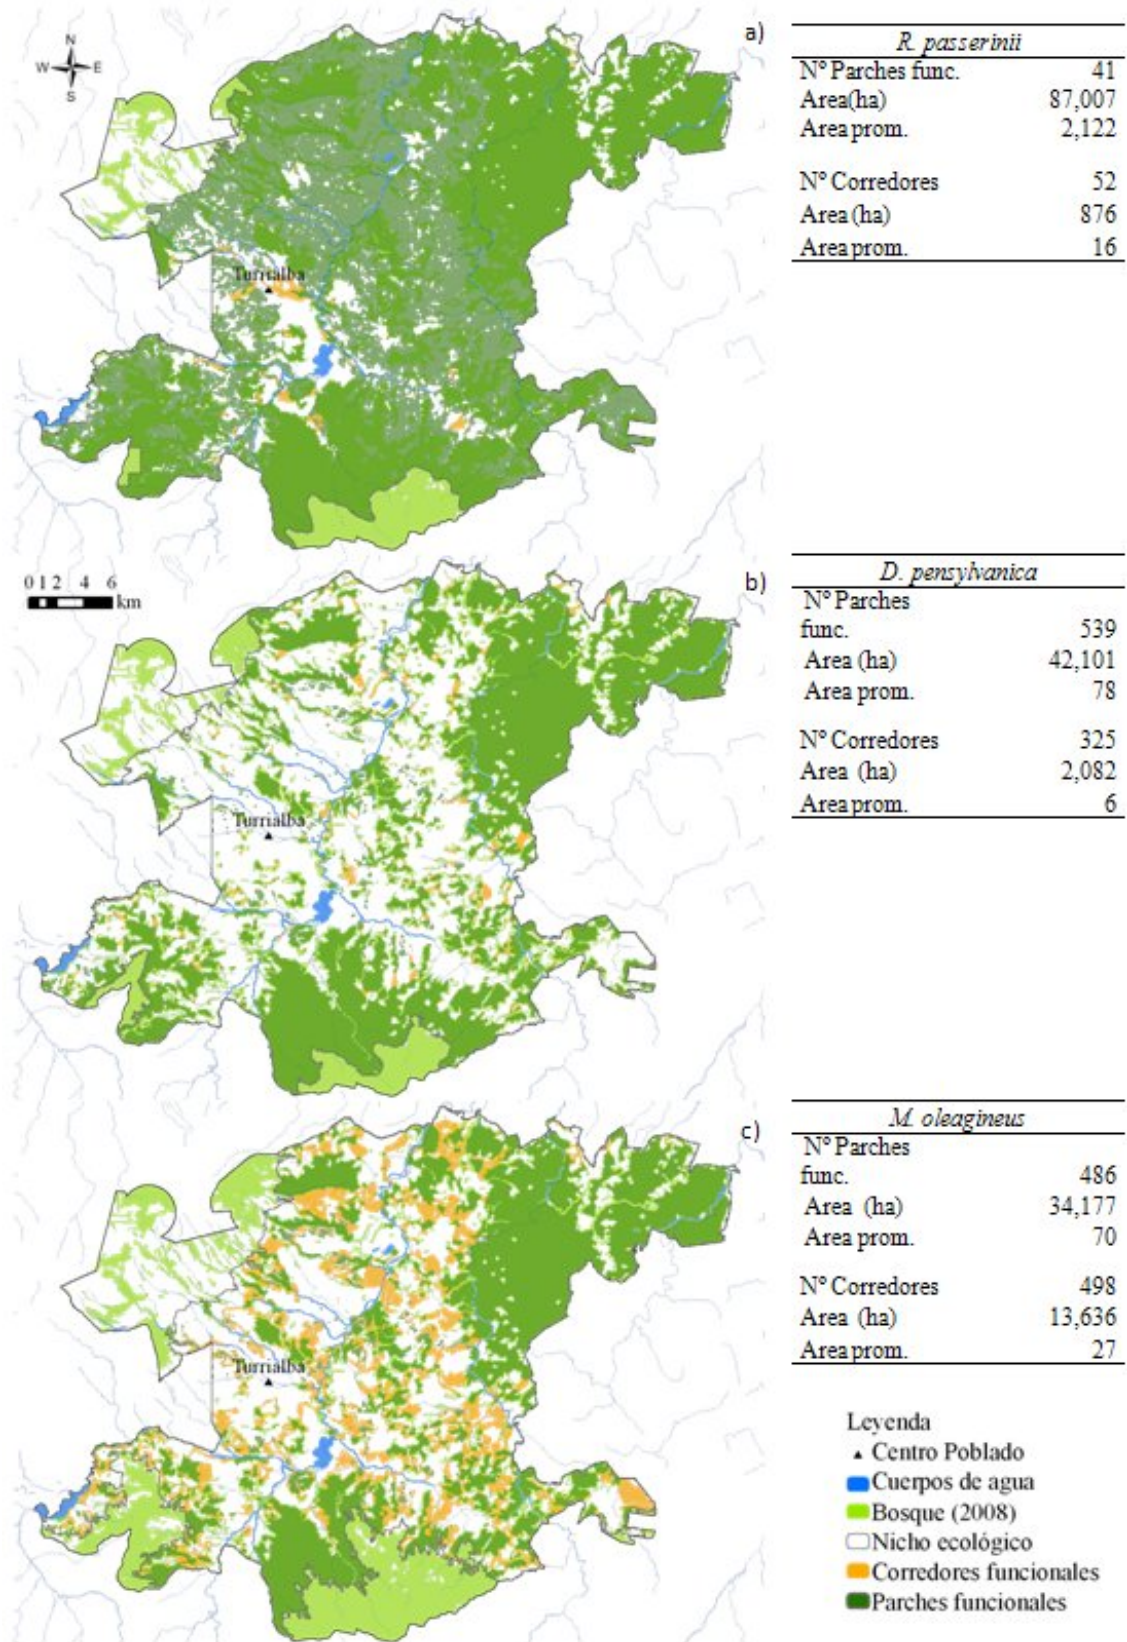 N
W E
S
a)
R. passerinii
N° Parches func. 41
Area(ha) 87,007
Area prom. 2,122
N° Corredores 52
Area (ha) 876
Area prom. 16
Turrialba
b)
0 1 2 4 6
km
D. pensylvanica
N° Parches
func. 539
Area (ha) 42,101
Area prom. 78
N° Corredores 325
Area (ha) 2,082
Area prom. 6
Turrialba
c)
M. oleagineus
N° Parches
func. 486
Area (ha) 34,177
Area prom. 70
N° Corredores 498
Area (ha) 13,636
Area prom. 27
Turrialba
Leyenda
Centro Poblado
Cuerpos de agua
Bosque (2008)
Nicho ecológico
Corredores funcionales
Parches funcionales